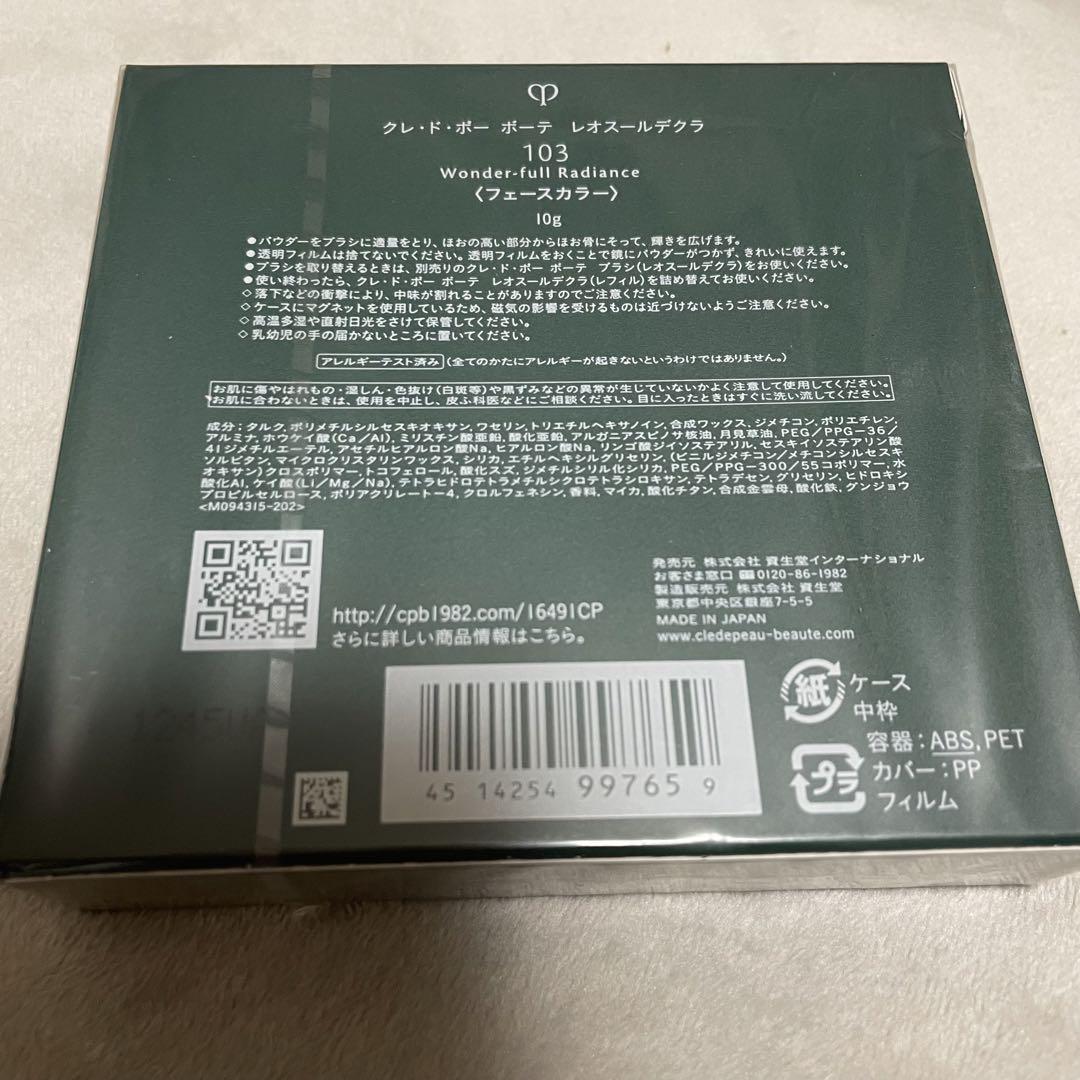 クレ・ド・ポー ボーテ レオスールデクラ
103
Wonder-full Radiance
〈フェースカラー〉
10g
●パウダーをブラシに適量をとり、ほおの高い部分からほお骨にそって、輝きを広げます。
●透明フィルムは捨てないでください。透明フィルムをおくことで鏡にパウダーがつかず、きれいに使えます。
●ブラシを取り替えるときは、別売りのクレ・ド・ポー ボーテ ブラシ(レオスールデクラ)をお使いください。
●使い終わったら、クレ・ド・ポー ボーテ レオスールデクラ(レフィル)を詰め替えてお使いください。
◇落下などの衝撃により、中味が割れることがありますのでご注意ください。
◇ケースにマグネットを使用しているため、磁気の影響を受けるものは近づけないようご注意ください。
◇高温多湿や直射日光をさけて保管してください。
◇乳幼児の手の届かないところに置いてください。
アレルギーテスト済み (全てのかたにアレルギーが起きないというわけではありません。)
お肌に傷やはれもの・湿しん・色抜け(白斑等)や黒ずみなどの異常が生じていないかよく注意して使用してください。
お肌に合わないときは、使用を中止し、皮ふ科医などにご相談ください。目に入ったときはすぐに洗い流してください。
成分:タルク,ポリメチルシルセスキオキサン,ワセリン,トリエチルヘキサノイン,合成ワックス,ジメチコン,ポリエチレン
アルミナ,ホウケイ酸(Ca/Al),ミリスチン酸亜鉛,酸化亜鉛,アルガニアスピノサ核油,月見草油,PEG/PPG-36/
41ジメチルエーテル,アセチルヒアルロン酸Na,ヒアルロン酸Na,リンゴ酸ジイソステアリル,セスキイソステアリン酸
ソルビタン,マイクロクリスタリンワックス,シリカ,エチルヘキシルグリセリン,(ビニルジメチコン/メチコンシルセスキ
オキサン)クロスポリマー,トコフェロール,酸化スズ,ジメチルシリル化シリカ,PEG/PPG-300/55コポリマー,水
酸化Al,ケイ酸(Li/Mg/Na),テトラヒドロテトラメチルシクロテトラシロキサン,テトラデセン,グリセリン,ヒドロキシ
プロピルセルロース,ポリアクリレート-4,クロルフェネシン,香料,マイカ,酸化チタン,合成金雲母,酸化鉄,グンジョウ
<M094315-202>
発売元 株式会社 資生堂インターナショナル
お客さま窓口 0120-86-1982
製造販売元 株式会社 資生堂
東京都中央区銀座7-5-5
MADE IN JAPAN
www.cledepeau-beaute.com
http://cpb1982.com/16491CP
さらに詳しい商品情報はこちら。
紙 ケース
中枠
容器:ABS,PET
プラ カバー:PP
フィルム
45 14254 99765 9